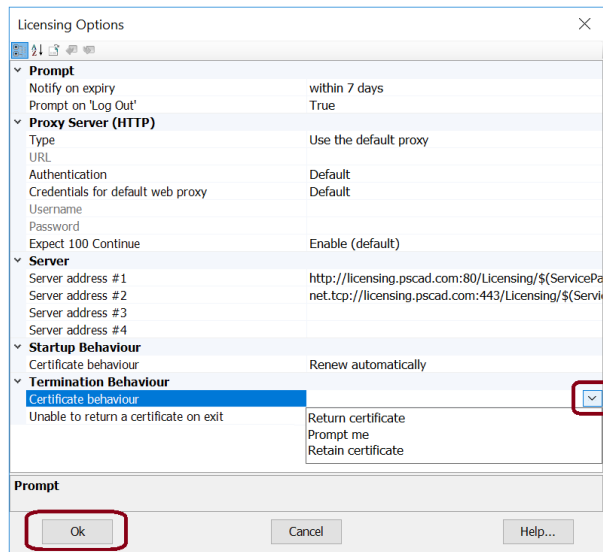 Licensing Options
Prompt
Notify on expiry within 7 days
Prompt on 'Log Out' True
Proxy Server (HTTP)
Type Use the default proxy
URL
Authentication Default
Credentials for default web proxy Default
Username
Password
Expect 100 Continue Enable (default)
Server
Server address #1 http://licensing.pscad.com:80/Licensing/$(ServicePa
Server address #2 net.tcp://licensing.pscad.com:443/Licensing/$(Servic
Server address #3
Server address #4
Startup Behaviour
Certificate behaviour Renew automatically
Termination Behaviour
Certificate behaviour
Unable to return a certificate on exit
Return certificate
Prompt me
Retain certificate
Prompt
Ok Cancel Help...